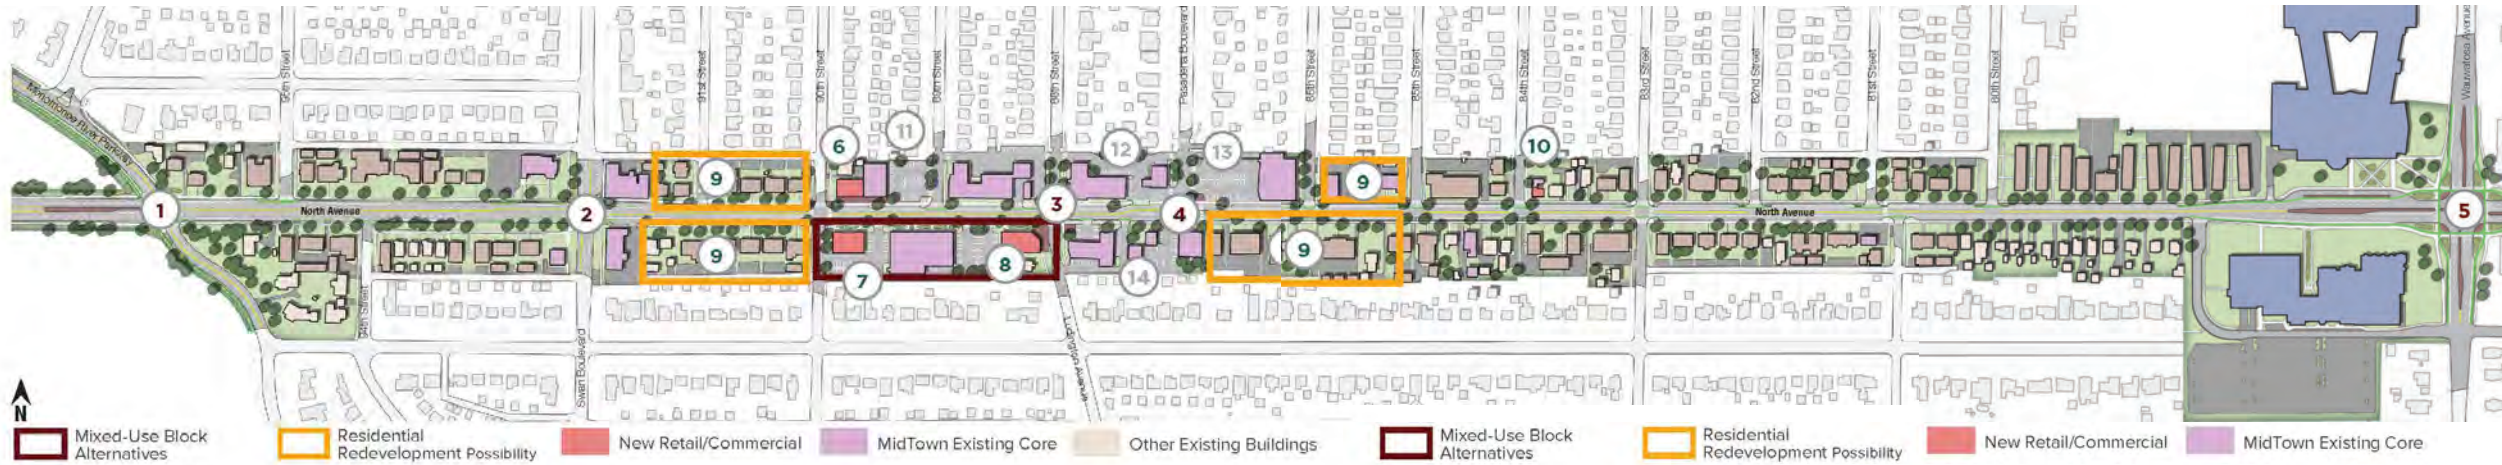 95th Street
91st Street
90th Street
89th Street
88th Street
Pasadena Boulevard
86th Street
85th Street
84th Street
83rd Street
82nd Street
81st Street
80th Street
Wauwatosa Avenue
Menomonee River Parkway
6
11
12
13
10
9
9
1
North Avenue
2
3
4
North Avenue
5
9
7
8
14
9
94th Street
Swan Boulevard
Ludington Avenue
N
Mixed-Use Block
Alternatives
Residential
Redevelopment Possibility
New Retail/Commercial
MidTown Existing Core
Other Existing Buildings
Mixed-Use Block
Alternatives
Residential
Redevelopment Possibility
New Retail/Commercial
MidTown Existing Core